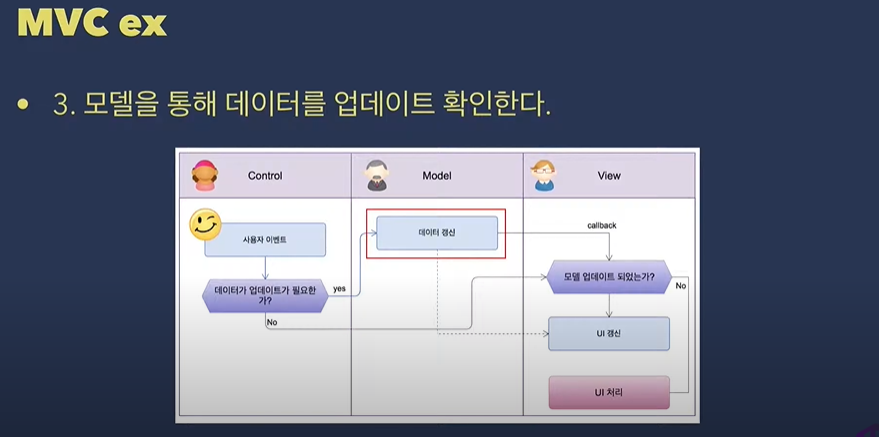 MVC ex
• 3. 모델을 통해 데이터를 업데이트 확인한다.
Control
Model
View
사용자 이벤트
데이터 갱신
callback
데이터가 업데이트가 필요한
가?
yes
모델 업데이트 되었는가?
No
No
UI 갱신
UI 처리